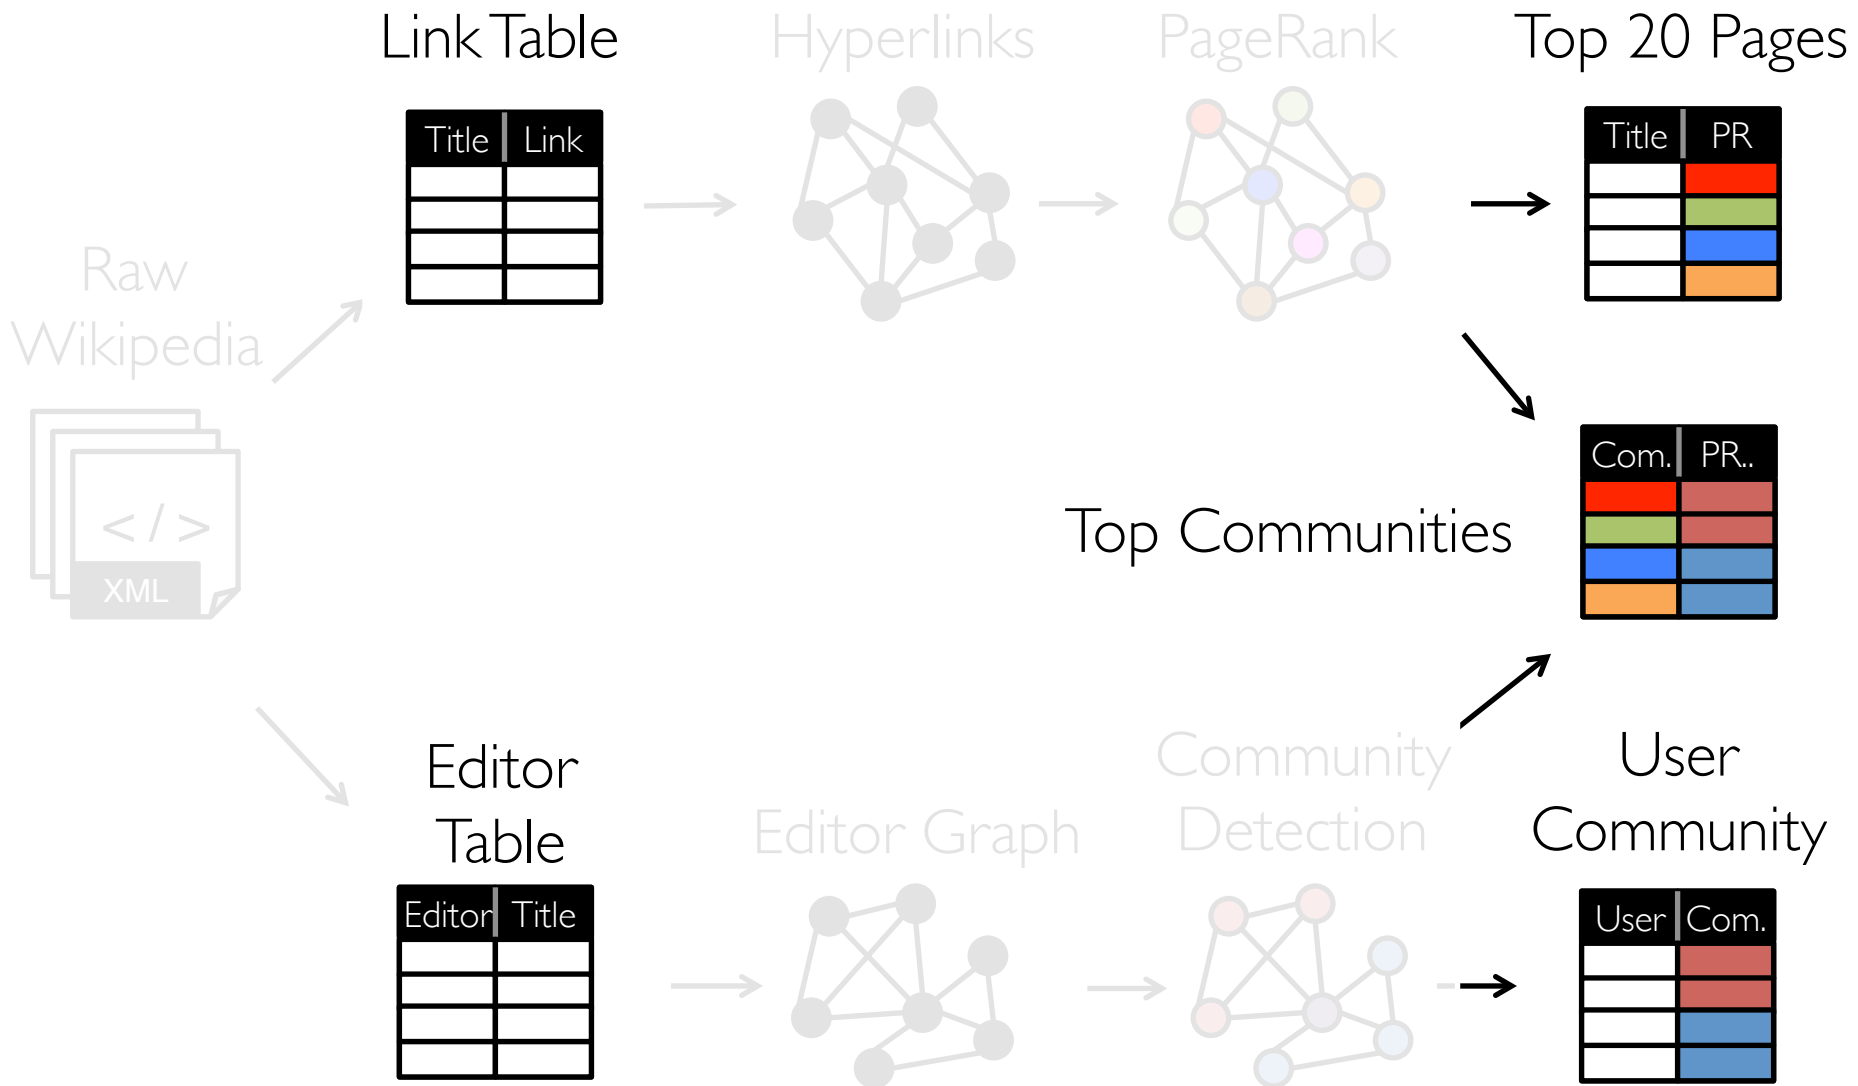 Link Table
Hyperlinks
PageRank
Top 20 Pages
Title Link
Title PR
Raw
Wikipedia
</>
XML
Com. PR..
Top Communities
Editor
Table
Editor Graph
Community
Detection
User
Community
Editor Title
User Com.